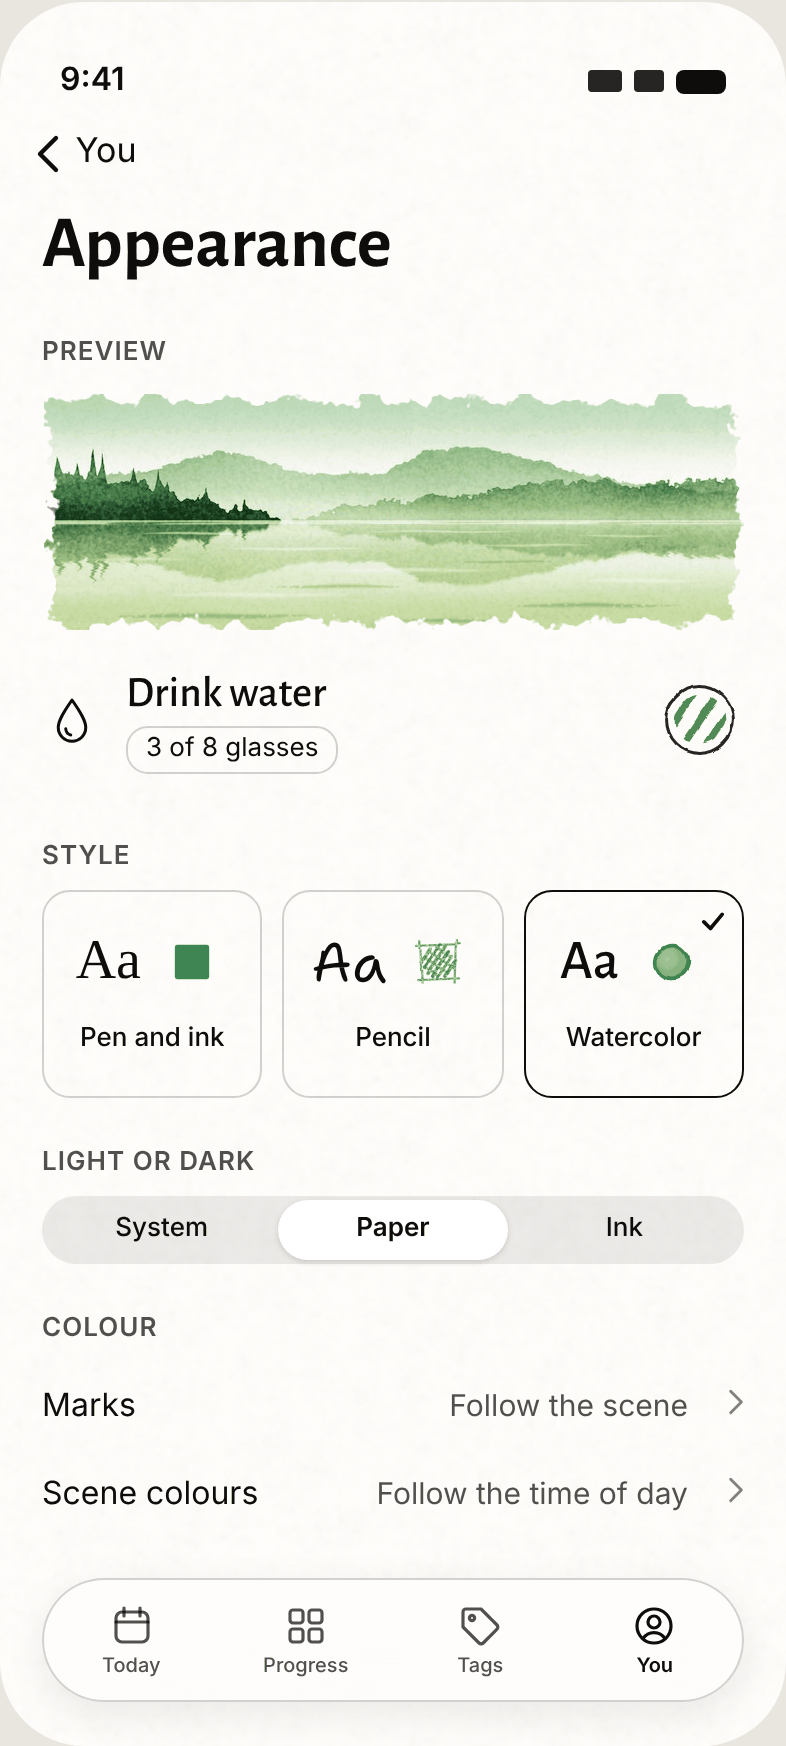 9:41
You
Appearance
PREVIEW
Drink water
3 of 8 glasses
STYLE
Aa
Pen and ink
Aa
Pencil
Aa
Watercolor
LIGHT OR DARK
System
Paper
Ink
COLOUR
Marks
Follow the scene
Scene colours
Follow the time of day
Today
Progress
Tags
You